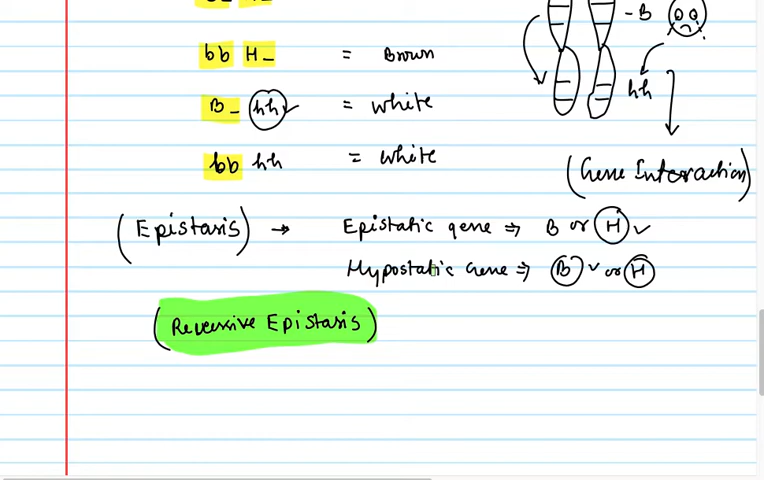 - B
bb H_ = Brown
hh
B_ hh = white
bb hh = white
(Gene Interaction)
(Epistasis) → Epistatic gene ⇒ B or H ✓
Hypostatic Gene ⇒ B ✓ or H
(Recessive Epistasis)